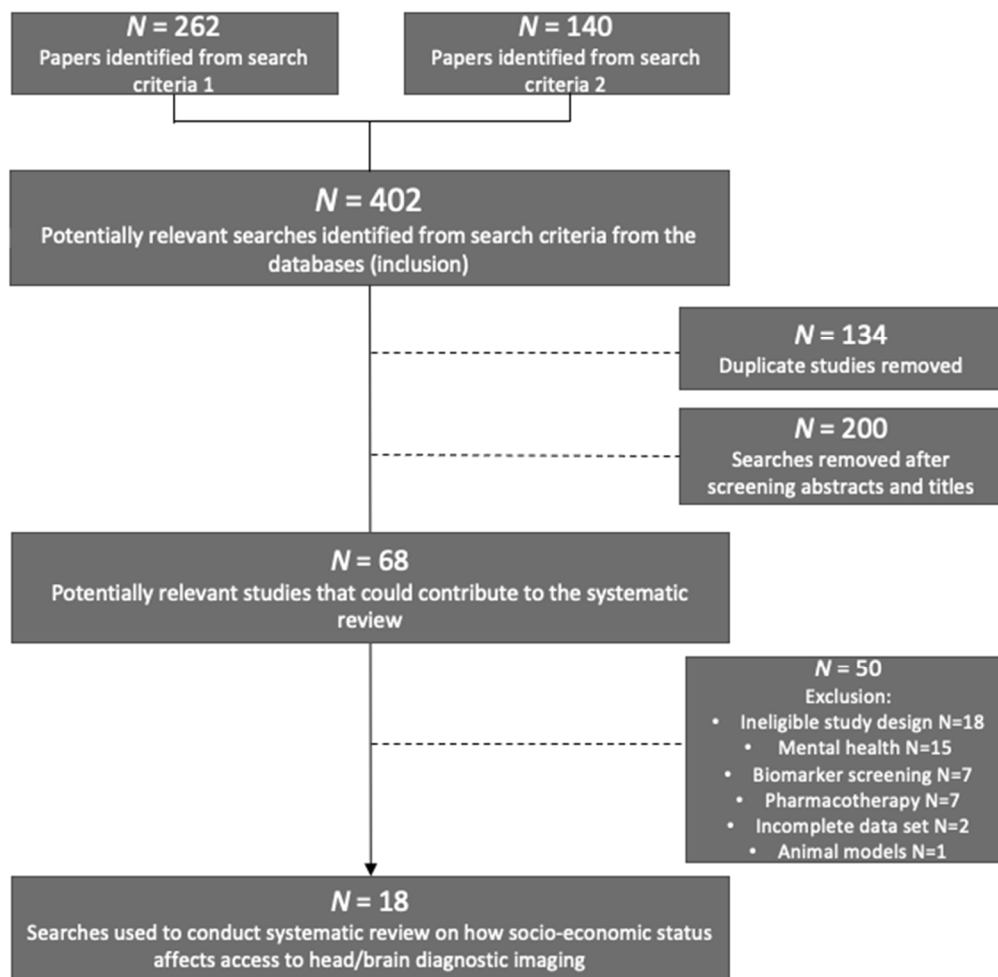 N = 262
Papers identified from search
criteria 1
N = 140
Papers identified from search
criteria 2
N = 402
Potentially relevant searches identified from search criteria from the
databases (inclusion)
N = 134
Duplicate studies removed
N = 200
Searches removed after
screening abstracts and titles
N = 68
Potentially relevant studies that could contribute to the systematic
review
N = 50
Exclusion:
• Ineligible study design N=18
• Mental health N=15
• Biomarker screening N=7
• Pharmacotherapy N=7
• Incomplete data set N=2
• Animal models N=1
N = 18
Searches used to conduct systematic review on how socio-economic status
affects access to head/brain diagnostic imaging